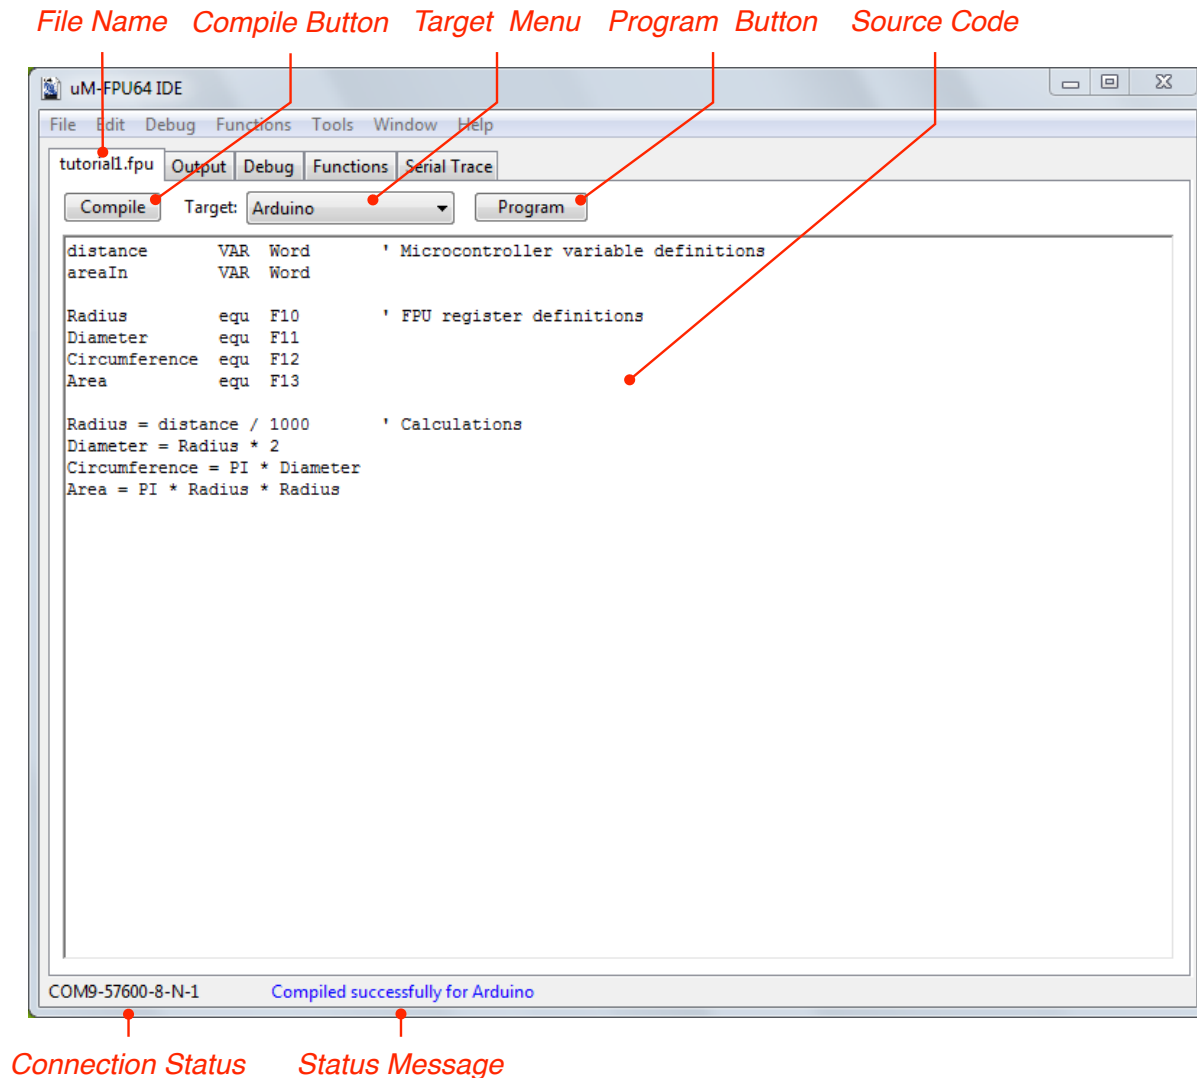 File Name Compile Button Target Menu Program Button Source Code
uM-FPU64 IDE
File Edit Debug Functions Tools Window Help
tutorial1.fpu Output Debug Functions Serial Trace
Compile Target: Arduino Program
distance VAR Word ' Microcontroller variable definitions
areaIn VAR Word
Radius equ F10 ' FPU register definitions
Diameter equ F11
Circumference equ F12
Area equ F13
Radius = distance / 1000 ' Calculations
Diameter = Radius * 2
Circumference = PI * Diameter
Area = PI * Radius * Radius
COM9-57600-8-N-1 Compiled successfully for Arduino
Connection Status Status Message